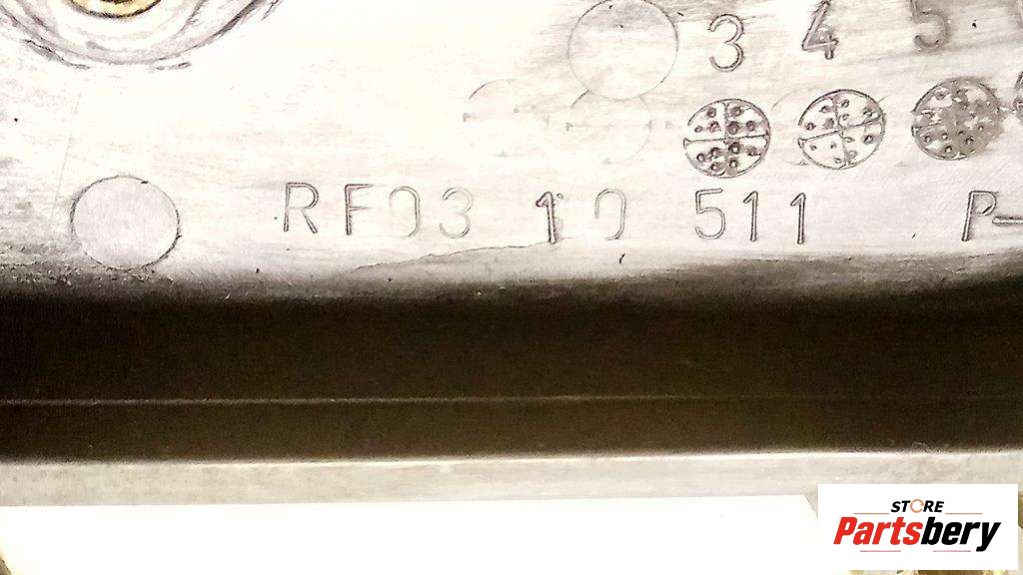 3 4 5
RF03 10 511 P-
STORE
Partsbery